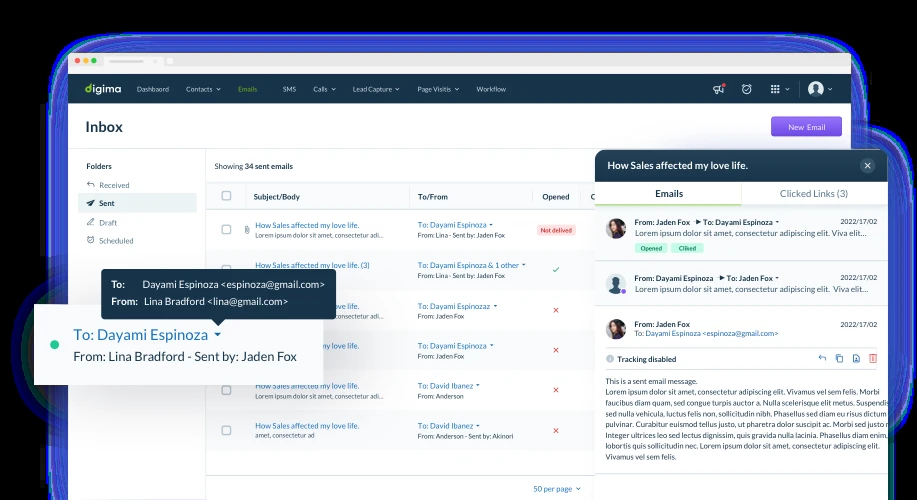 digima Dashbaord Contacts Emails SMS Calls Lead Capture Page Visitis Workflow
Inbox
New Email
Folders
Received
Sent
Draft
Scheduled
Showing 34 sent emails
Subject/Body To/From Opened C
How Sales affected my love life.
Lorem ipsum dolor sit amet, consectetur adi...
To: Dayami Espinoza
From: Lina - Sent by: Jaden Fox
Not delived
How Sales affected my love life. (3)
To: Dayami Espinoza & 1 other
From: Lina - Sent by: Jaden Fox
To: Dayami Espinozaz
From: Jaden Fox
love life.
To: Dayami Espinoza
From: Jaden Fox
How Sales affected my love life.
Lorem ipsum dolor sit amet, consectetur adi...
To: David Ibanez
From: Anderson
How Sales affected my love life.
amet, consectetur ad
To: David Ibanez
From: Anderson - Sent by: Akinori
50 per page
To: Dayami Espinoza <espinoza@gmail.com>
From: Lina Bradford <lina@gmail.com>
To: Dayami Espinoza
From: Lina Bradford - Sent by: Jaden Fox
How Sales affected my love life.
Emails Clicked Links (3)
From: Jaden Fox To: Dayami Espinoza 2022/17/02
Lorem ipsum dolor sit amet, consectetur adipiscing elit. Viva elit...
Opened Cliked
From: Dayami Espinoza To: Jaden Fox 2022/17/02
Lorem ipsum dolor sit amet, consectetur adipiscing elit. Viva elit...
From: Jaden Fox 2022/17/02
To: Dayami Espinoza <espinoza@gmail.com>
Tracking disabled
This is a sent email message.
Lorem ipsum dolor sit amet, consectetur adipiscing elit. Vivamus vel sem felis. Morbi
faucibus diam quam, sed congue turpis auctor a. Nulla scelerisque elit metus. Suspendis
sed nulla vehicula, luctus felis non, sollicitudin nibh. Phasellus sed diam eu risus dictum
pulvinar. Curabitur euismod tellus justo, ut pharetra dolor suscipit ac. Morbi sed justo r
Integer ultrices leo sed lectus dignissim, quis gravida nulla lacinia. Phasellus diam enim,
lobortis quis sollicitudin nec. Lorem ipsum dolor sit amet, consectetur adipiscing elit.
Vivamus vel sem felis.